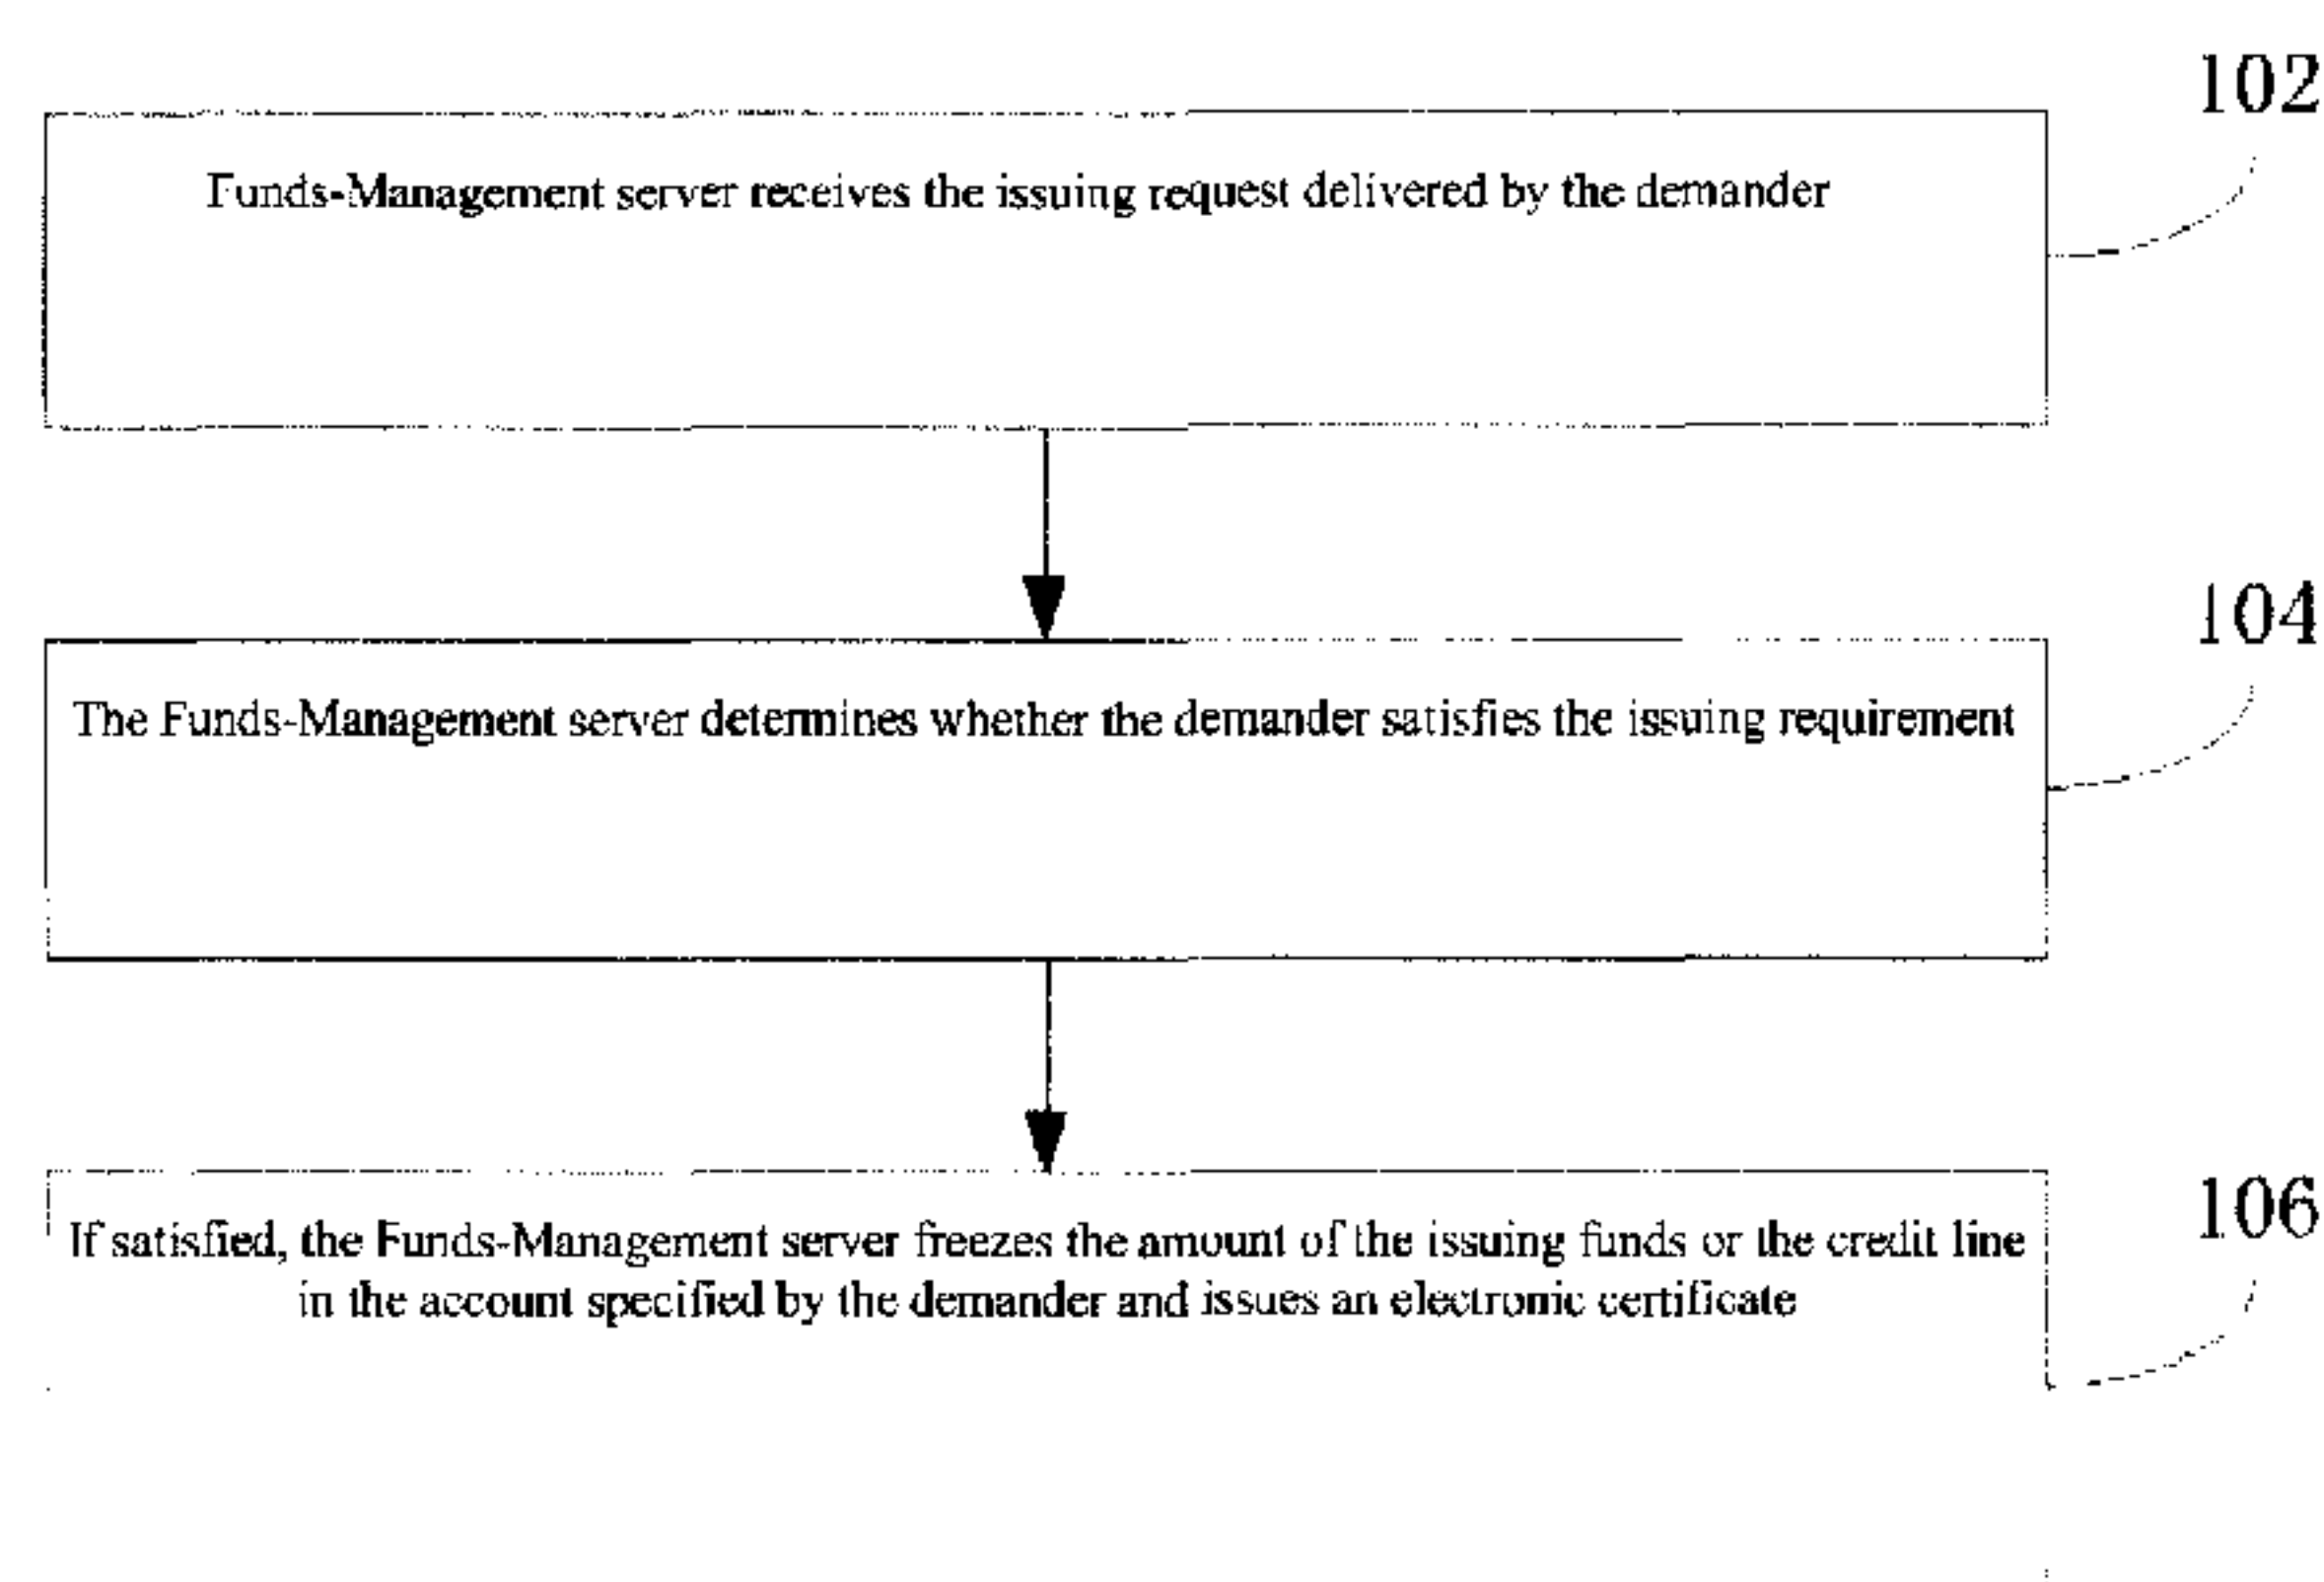 102
Funds-Management server receives the issuing request delivered by the demander
104
The Funds-Management server determines whether the demander satisfies the issuing requirement
106
If satisfied, the Funds-Management server freezes the amount of the issuing funds or the credit line
in the account specified by the demander and issues an electronic certificate